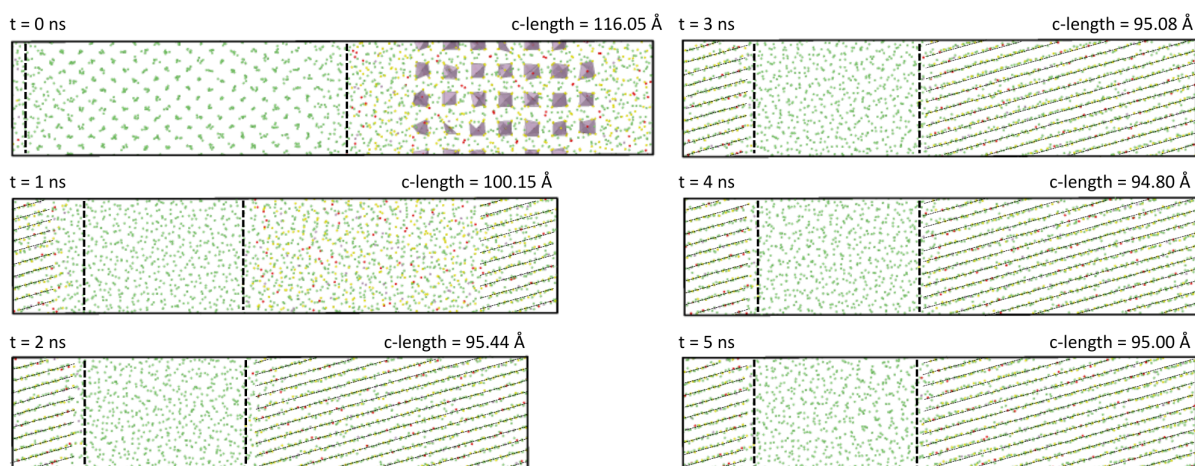 t = 0 ns
c-length = 116.05 Å
t = 1 ns
c-length = 100.15 Å
t = 2 ns
c-length = 95.44 Å
t = 3 ns
c-length = 95.08 Å
t = 4 ns
c-length = 94.80 Å
t = 5 ns
c-length = 95.00 Å